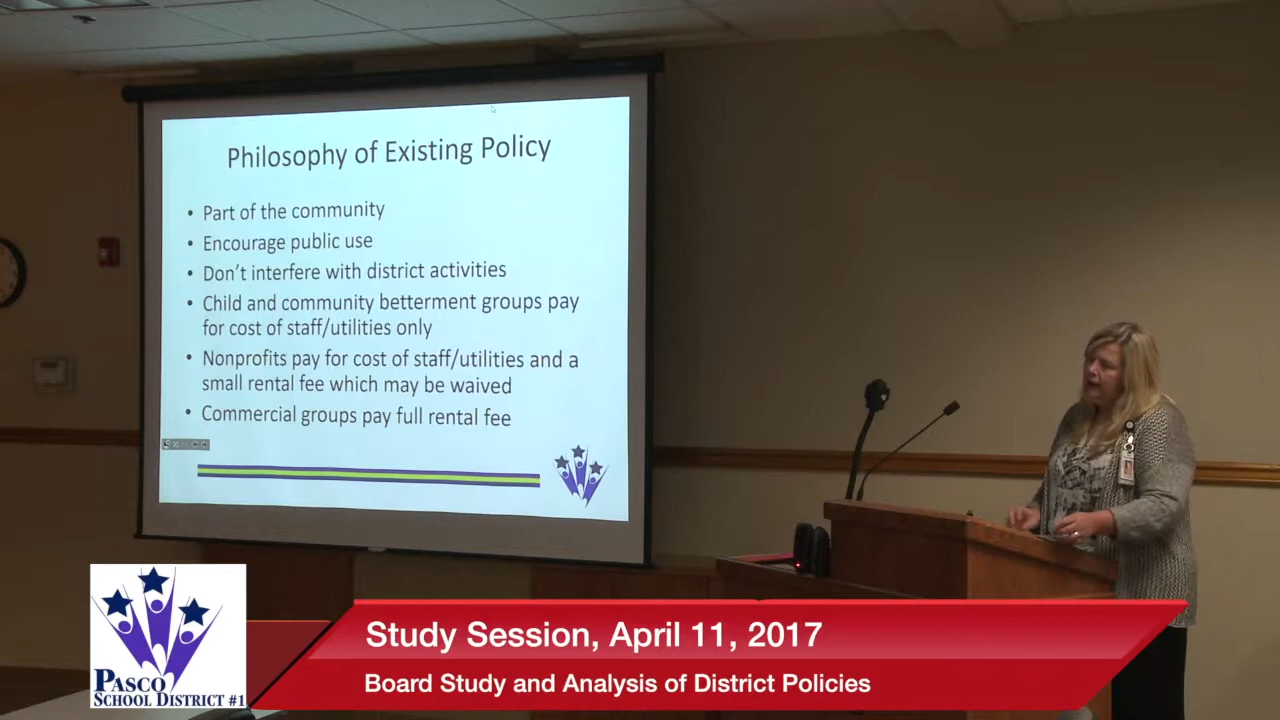 Philosophy of Existing Policy
• Part of the community
• Encourage public use
• Don't interfere with district activities
• Child and community betterment groups pay
for cost of staff/utilities only
• Nonprofits pay for cost of staff/utilities and a
small rental fee which may be waived
• Commercial groups pay full rental fee
Study Session, April 11, 2017
Board Study and Analysis of District Policies
PASCO
SCHOOL DISTRICT #1